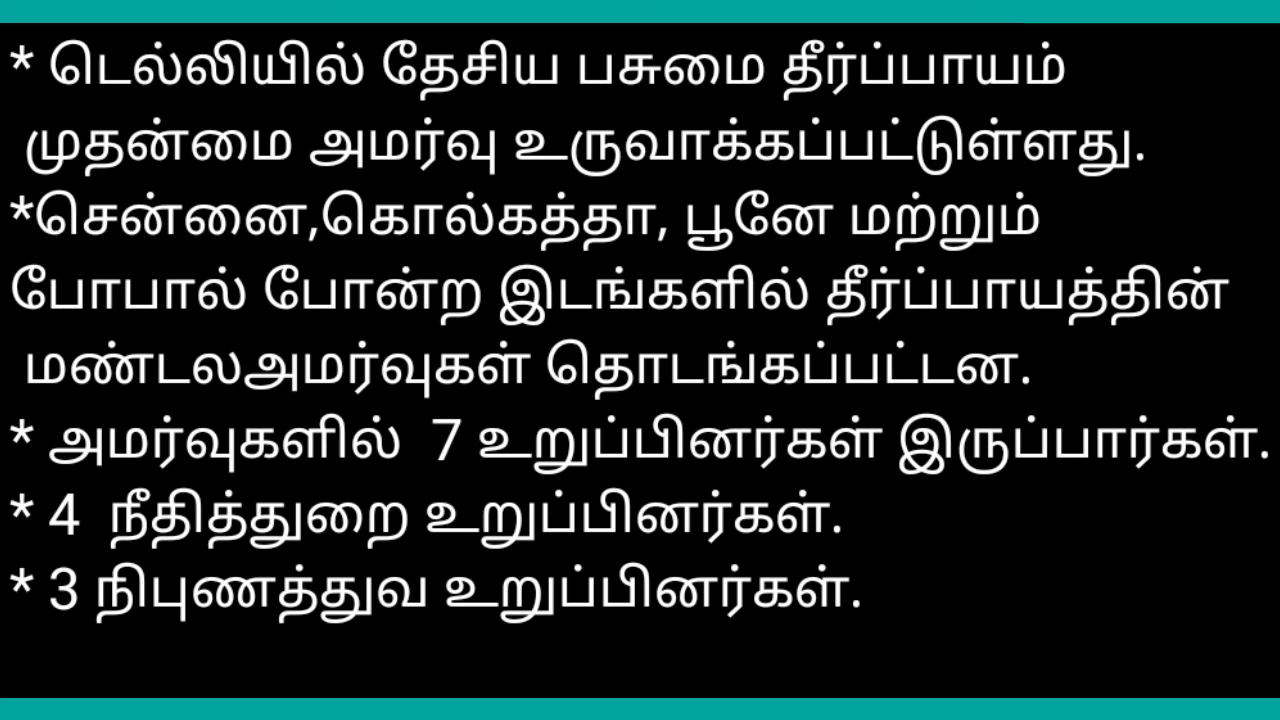 * டெல்லியில் தேசிய பசுமை தீர்ப்பாயம்
முதன்மை அமர்வு உருவாக்கப்பட்டுள்ளது.
*சென்னை,கொல்கத்தா, பூனே மற்றும்
போபால் போன்ற இடங்களில் தீர்ப்பாயத்தின்
மண்டலஅமர்வுகள் தொடங்கப்பட்டன.
* அமர்வுகளில் 7 உறுப்பினர்கள் இருப்பார்கள்.
* 4 நீதித்துறை உறுப்பினர்கள்.
* 3 நிபுணத்துவ உறுப்பினர்கள்.